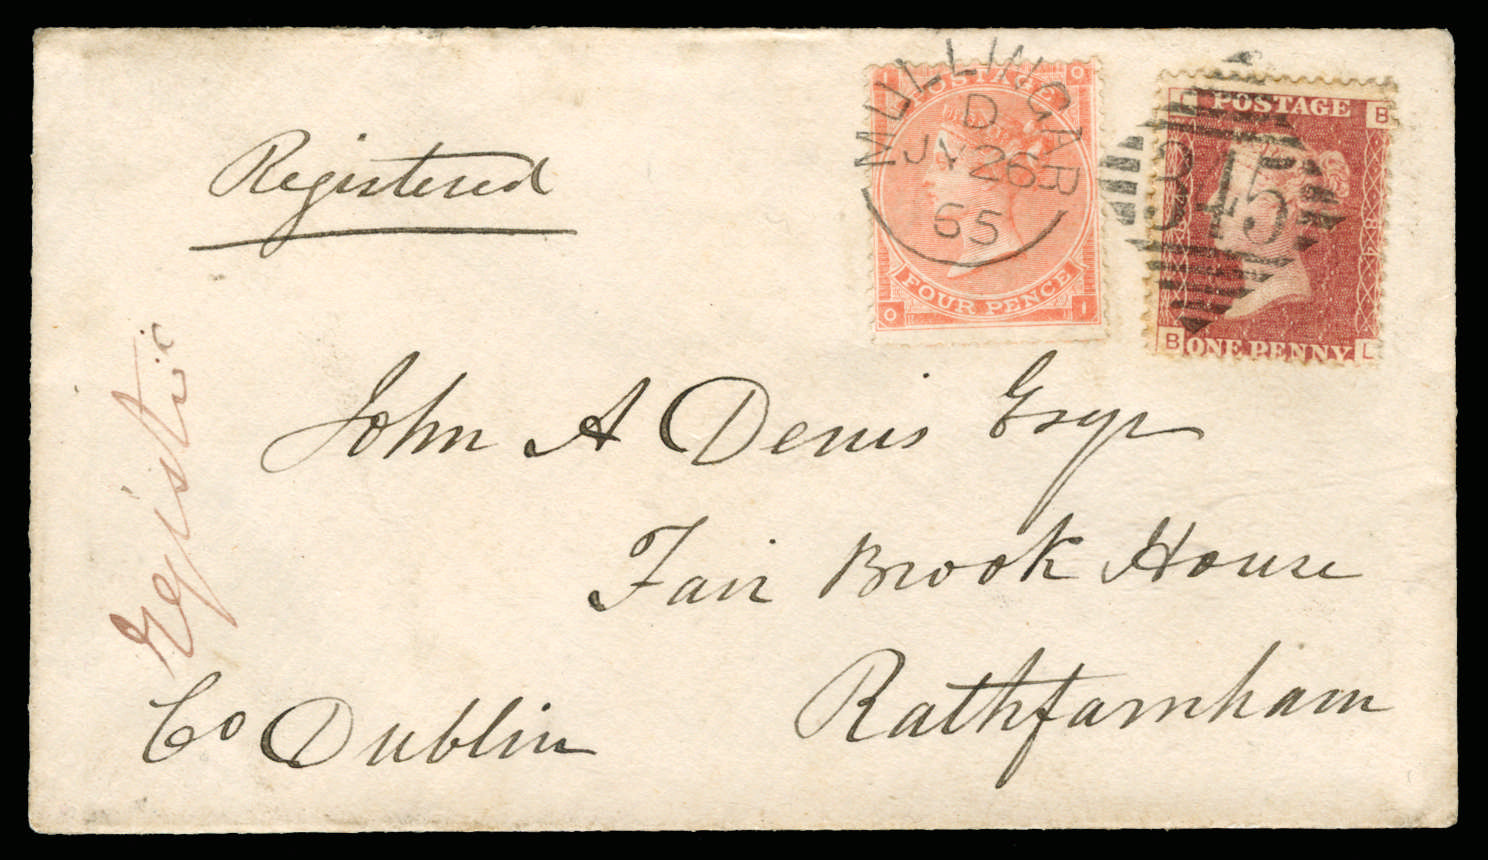 Registered
MULLINGAR
D
JY 26
65
I O
POSTAGE
FOUR PENCE
O I
L POSTAGE B
345
B ONE PENNY L
John A Denis Esqr
Fair Brook House
Rathfarnham
Co Dublin